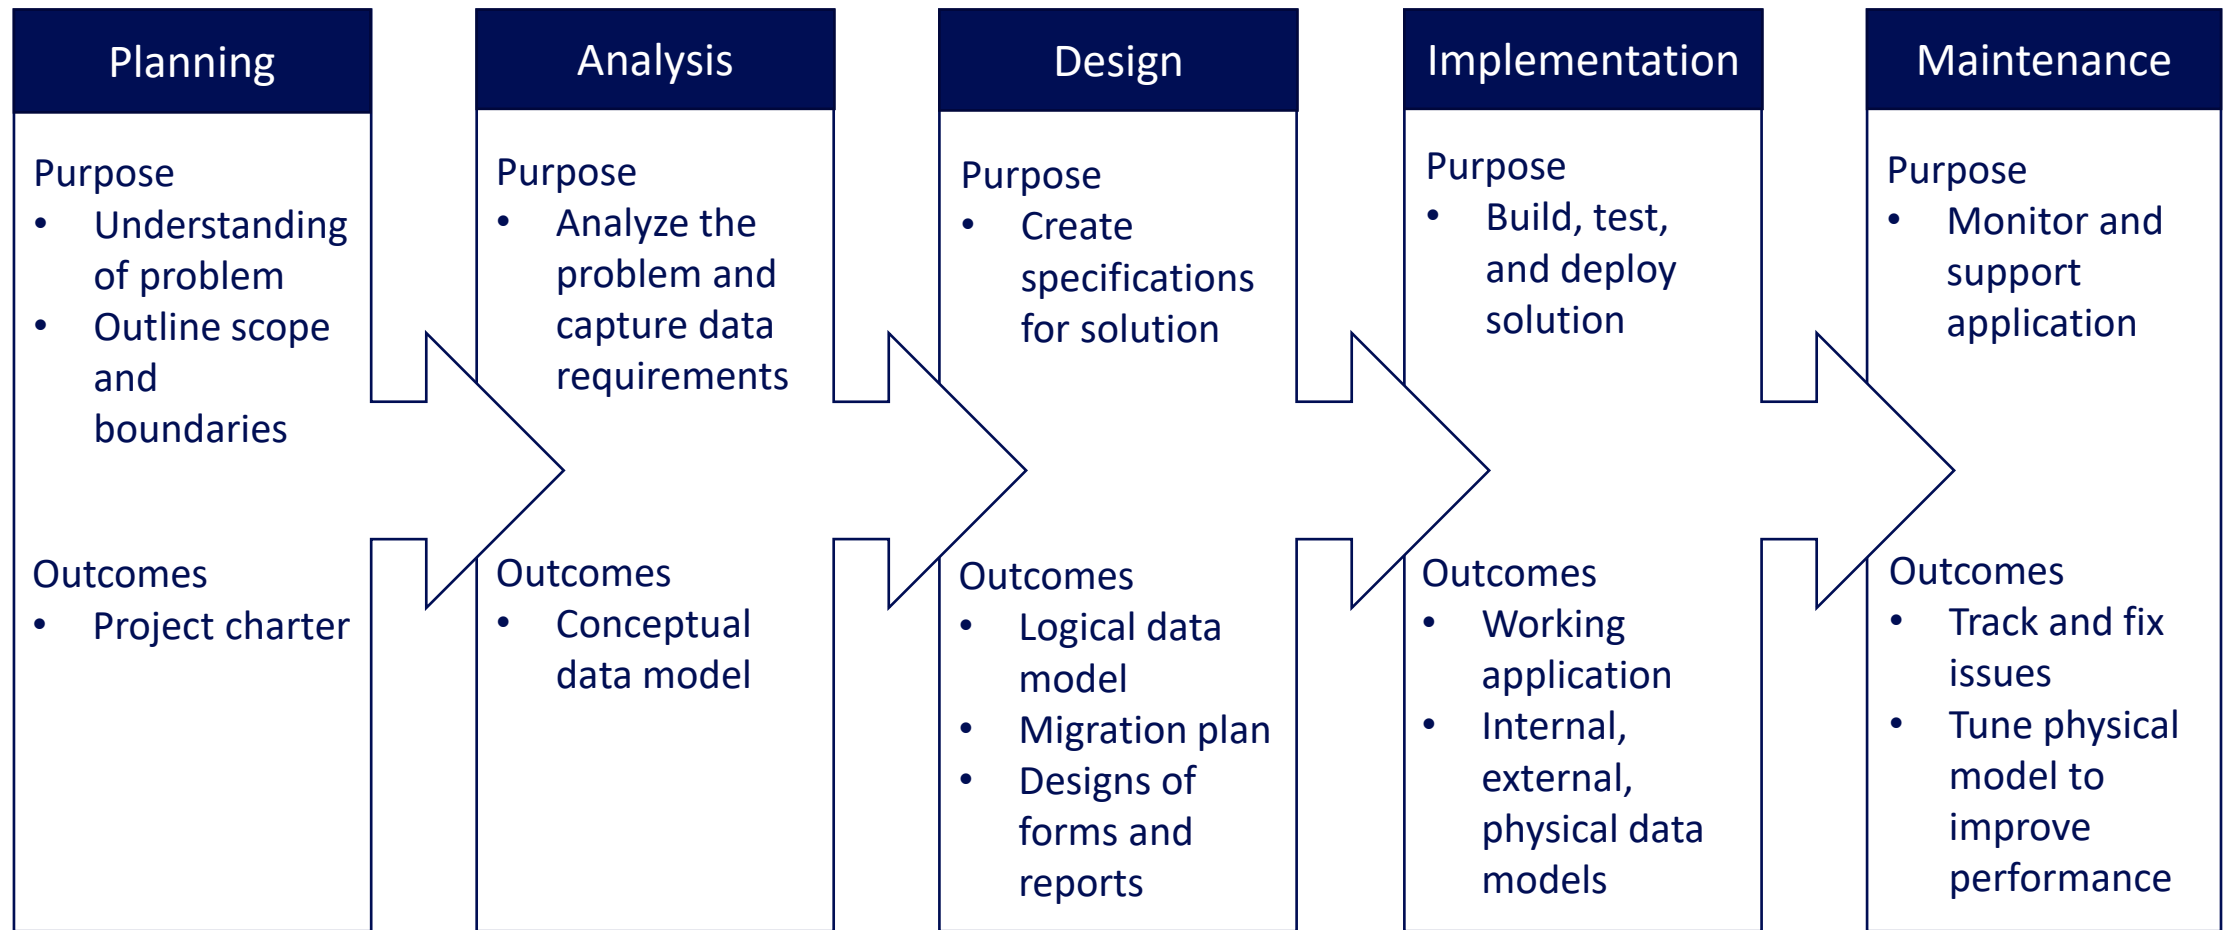 Planning
Purpose
• Understanding
of problem
• Outline scope
and
boundaries
Outcomes
• Project charter
Analysis
Purpose
• Analyze the
problem and
capture data
requirements
Outcomes
• Conceptual
data model
Design
Purpose
• Create
specifications
for solution
Outcomes
• Logical data
model
• Migration plan
• Designs of
forms and
reports
Implementation
Purpose
• Build, test,
and deploy
solution
Outcomes
• Working
application
• Internal,
external,
physical data
models
Maintenance
Purpose
• Monitor and
support
application
Outcomes
• Track and fix
issues
• Tune physical
model to
improve
performance